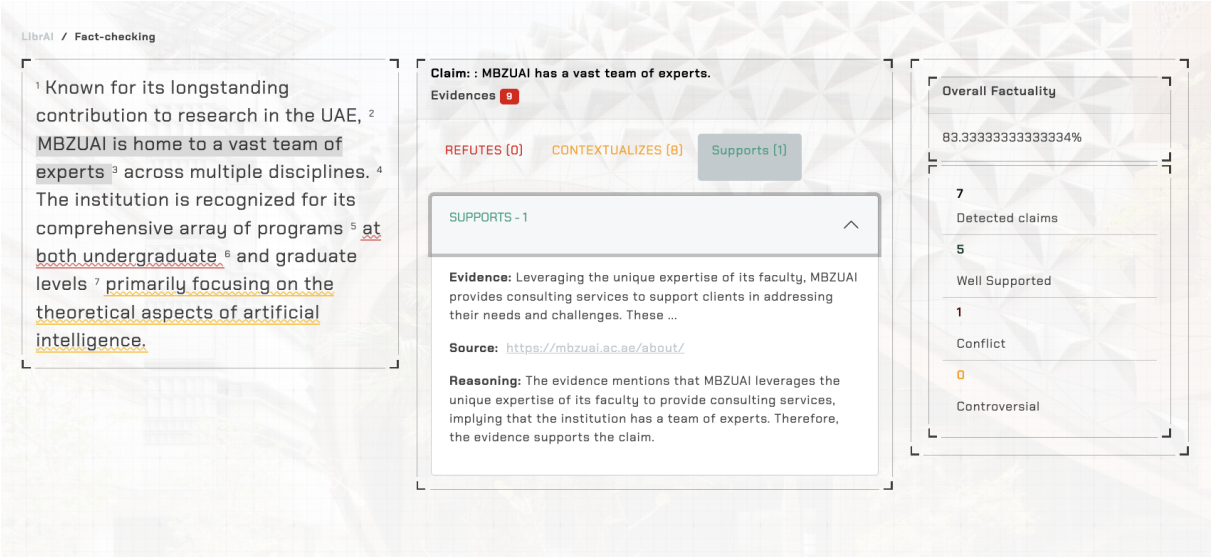 LibrAI / Fact-checking
1 Known for its longstanding
contribution to research in the UAE, 2
MBZUAI is home to a vast team of
experts 3 across multiple disciplines. 4
The institution is recognized for its
comprehensive array of programs 5 at
both undergraduate 6 and graduate
levels 7 primarily focusing on the
theoretical aspects of artificial
intelligence.
Claim: : MBZUAI has a vast team of experts.
Evidences 9
REFUTES (0) CONTEXTUALIZES (8) Supports (1)
SUPPORTS - 1
Evidence: Leveraging the unique expertise of its faculty, MBZUAI
provides consulting services to support clients in addressing
their needs and challenges. These ...
Source: https://mbzuai.ac.ae/about/
Reasoning: The evidence mentions that MBZUAI leverages the
unique expertise of its faculty to provide consulting services,
implying that the institution has a team of experts. Therefore,
the evidence supports the claim.
Overall Factuality
83.33333333333334%
7
Detected claims
5
Well Supported
1
Conflict
0
Controversial